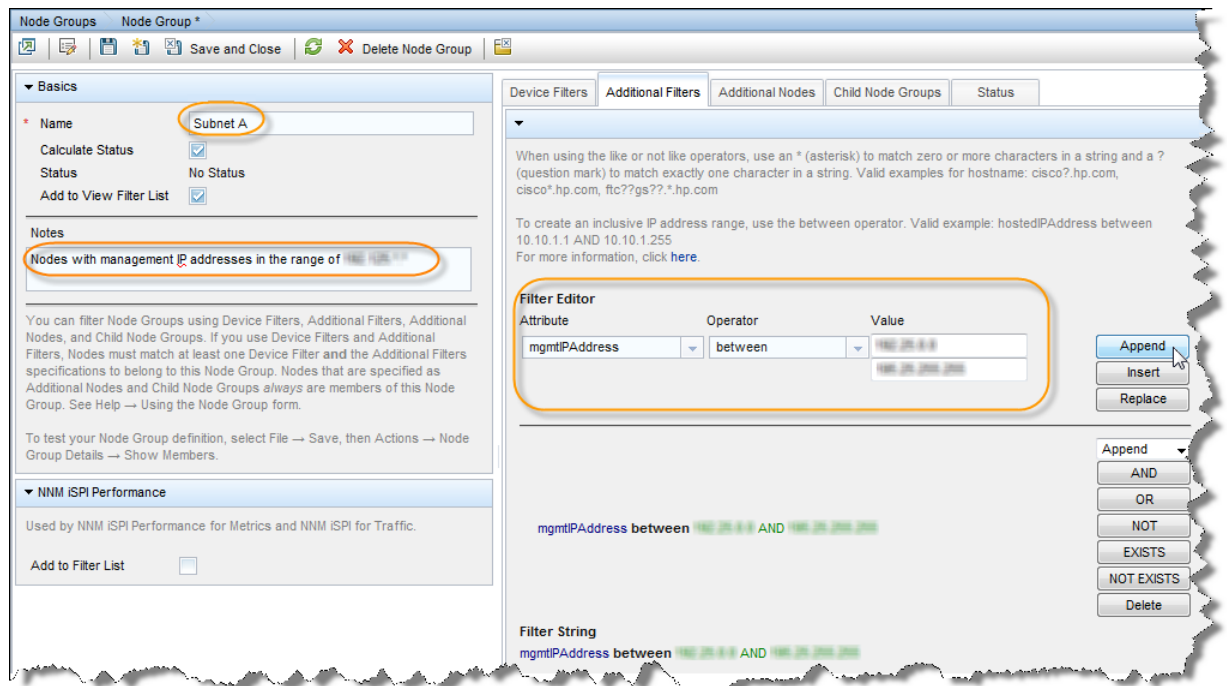 Node Groups Node Group *
Save and Close Delete Node Group
Basics
* Name Subnet A
Calculate Status
Status No Status
Add to View Filter List
Notes
Nodes with management IP addresses in the range of
You can filter Node Groups using Device Filters, Additional Filters, Additional
Nodes, and Child Node Groups. If you use Device Filters and Additional
Filters, Nodes must match at least one Device Filter and the Additional Filters
specifications to belong to this Node Group. Nodes that are specified as
Additional Nodes and Child Node Groups always are members of this Node
Group. See Help → Using the Node Group form.
To test your Node Group definition, select File → Save, then Actions → Node
Group Details → Show Members.
NNM iSPI Performance
Used by NNM iSPI Performance for Metrics and NNM iSPI for Traffic.
Add to Filter List
Device Filters Additional Filters Additional Nodes Child Node Groups Status
When using the like or not like operators, use an * (asterisk) to match zero or more characters in a string and a ?
(question mark) to match exactly one character in a string. Valid examples for hostname: cisco?.hp.com,
cisco*.hp.com, ftc??gs??.*.hp.com
To create an inclusive IP address range, use the between operator. Valid example: hostedIPAddress between
10.10.1.1 AND 10.10.1.255
For more information, click here.
Filter Editor
Attribute Operator Value
mgmtIPAddress between
Append
Insert
Replace
Append
AND
OR
NOT
EXISTS
NOT EXISTS
Delete
mgmtIPAddress between AND
Filter String
mgmtIPAddress between AND